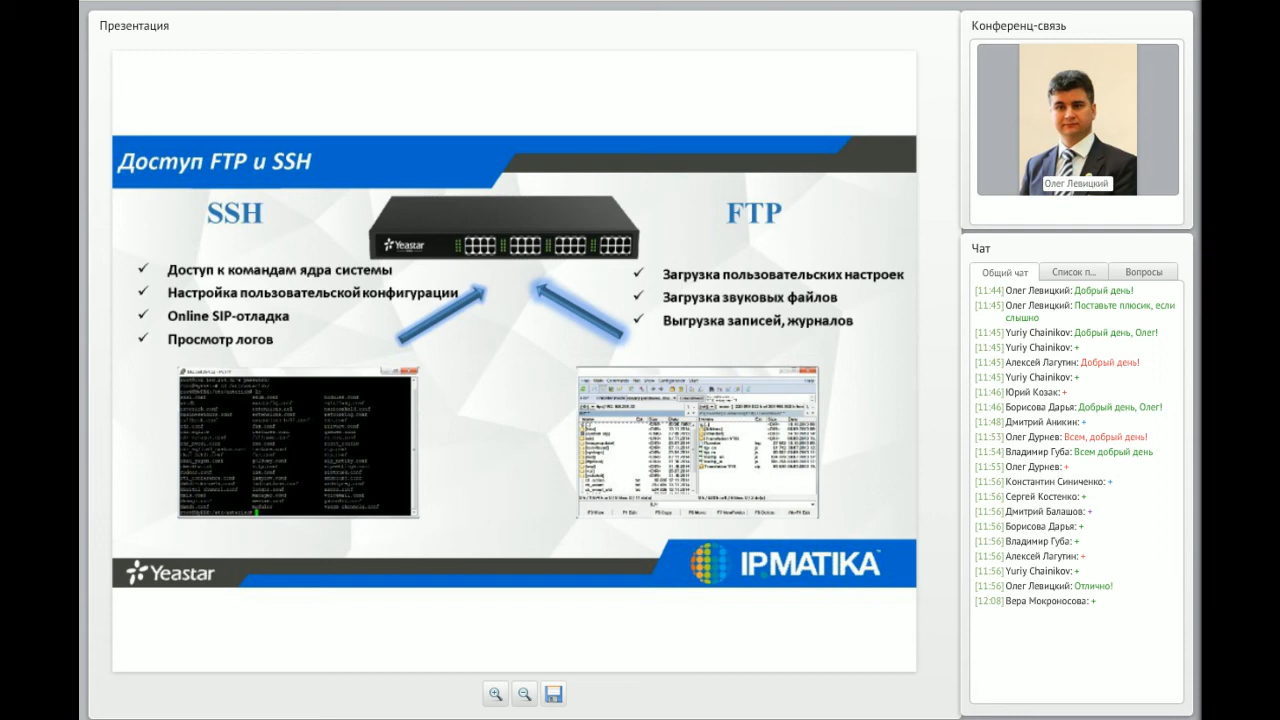 Презентация
Доступ FTP и SSH
SSH
Доступ к командам ядра системы
Настройка пользовательской конфигурации
Online SIP-отладка
Просмотр логов
Yeastar
FTP
Загрузка пользовательских настроек
Загрузка звуковых файлов
Выгрузка записей, журналов
Yeastar
IPMATIKA
Конференц-связь
Олег Левицкий
Чат
Общий чат
Список п...
Вопросы
[11:44] Олег Левицкий: Добрый день!
[11:45] Олег Левицкий: Поставьте плюсик, если
слышно
[11:45] Yuriy Chainikov: Добрый день, Олег!
[11:45] Yuriy Chainikov: +
[11:45] Алексей Лагутин: Добрый день!
[11:45] Yuriy Chainikov: +
[11:46] Юрий Козак: +
[11:46] Борисова Дарья: Добрый день, Олег!
[11:48] Дмитрий Аникин: +
[11:53] Олег Дурнев: Всем, добрый день!
[11:54] Владимир Губа: Всем добрый день
[11:55] Олег Дурнев: +
[11:56] Константин Синиченко: +
[11:56] Сергей Костенко: +
[11:56] Дмитрий Балашов: +
[11:56] Борисова Дарья: +
[11:56] Владимир Губа: +
[11:56] Алексей Лагутин: +
[11:56] Yuriy Chainikov: +
[11:56] Олег Левицкий: Отлично!
[12:08] Вера Мокроносова: +